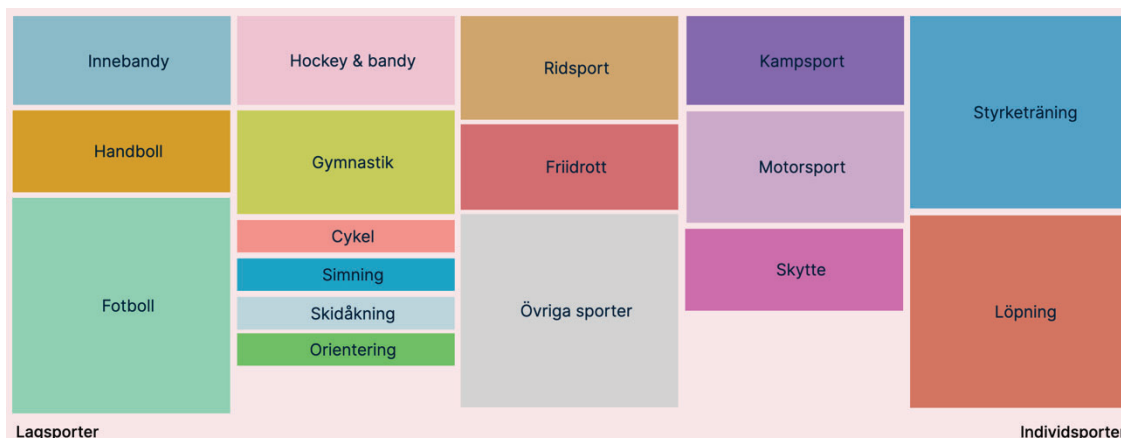 Innebandy
Handboll
Fotboll
Hockey & bandy
Gymnastik
Cykel
Simning
Skidåkning
Orientering
Ridsport
Friidrott
Övriga sporter
Kampsport
Motorsport
Skytte
Styrketräning
Löpning
Lagsporter
Individsporter